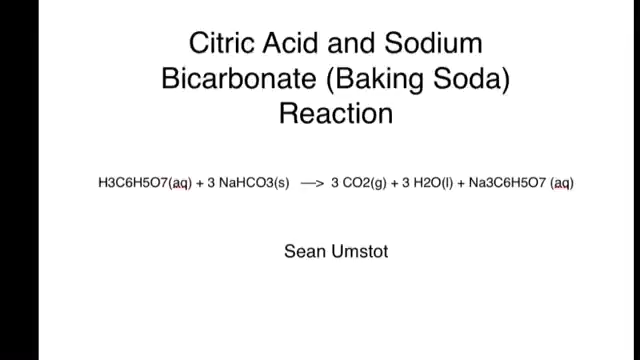 Citric Acid and Sodium
Bicarbonate (Baking Soda)
Reaction
H3C6H5O7(aq) + 3 NaHCO3(s) —> 3 CO2(g) + 3 H2O(l) + Na3C6H5O7 (aq)
Sean Umstot